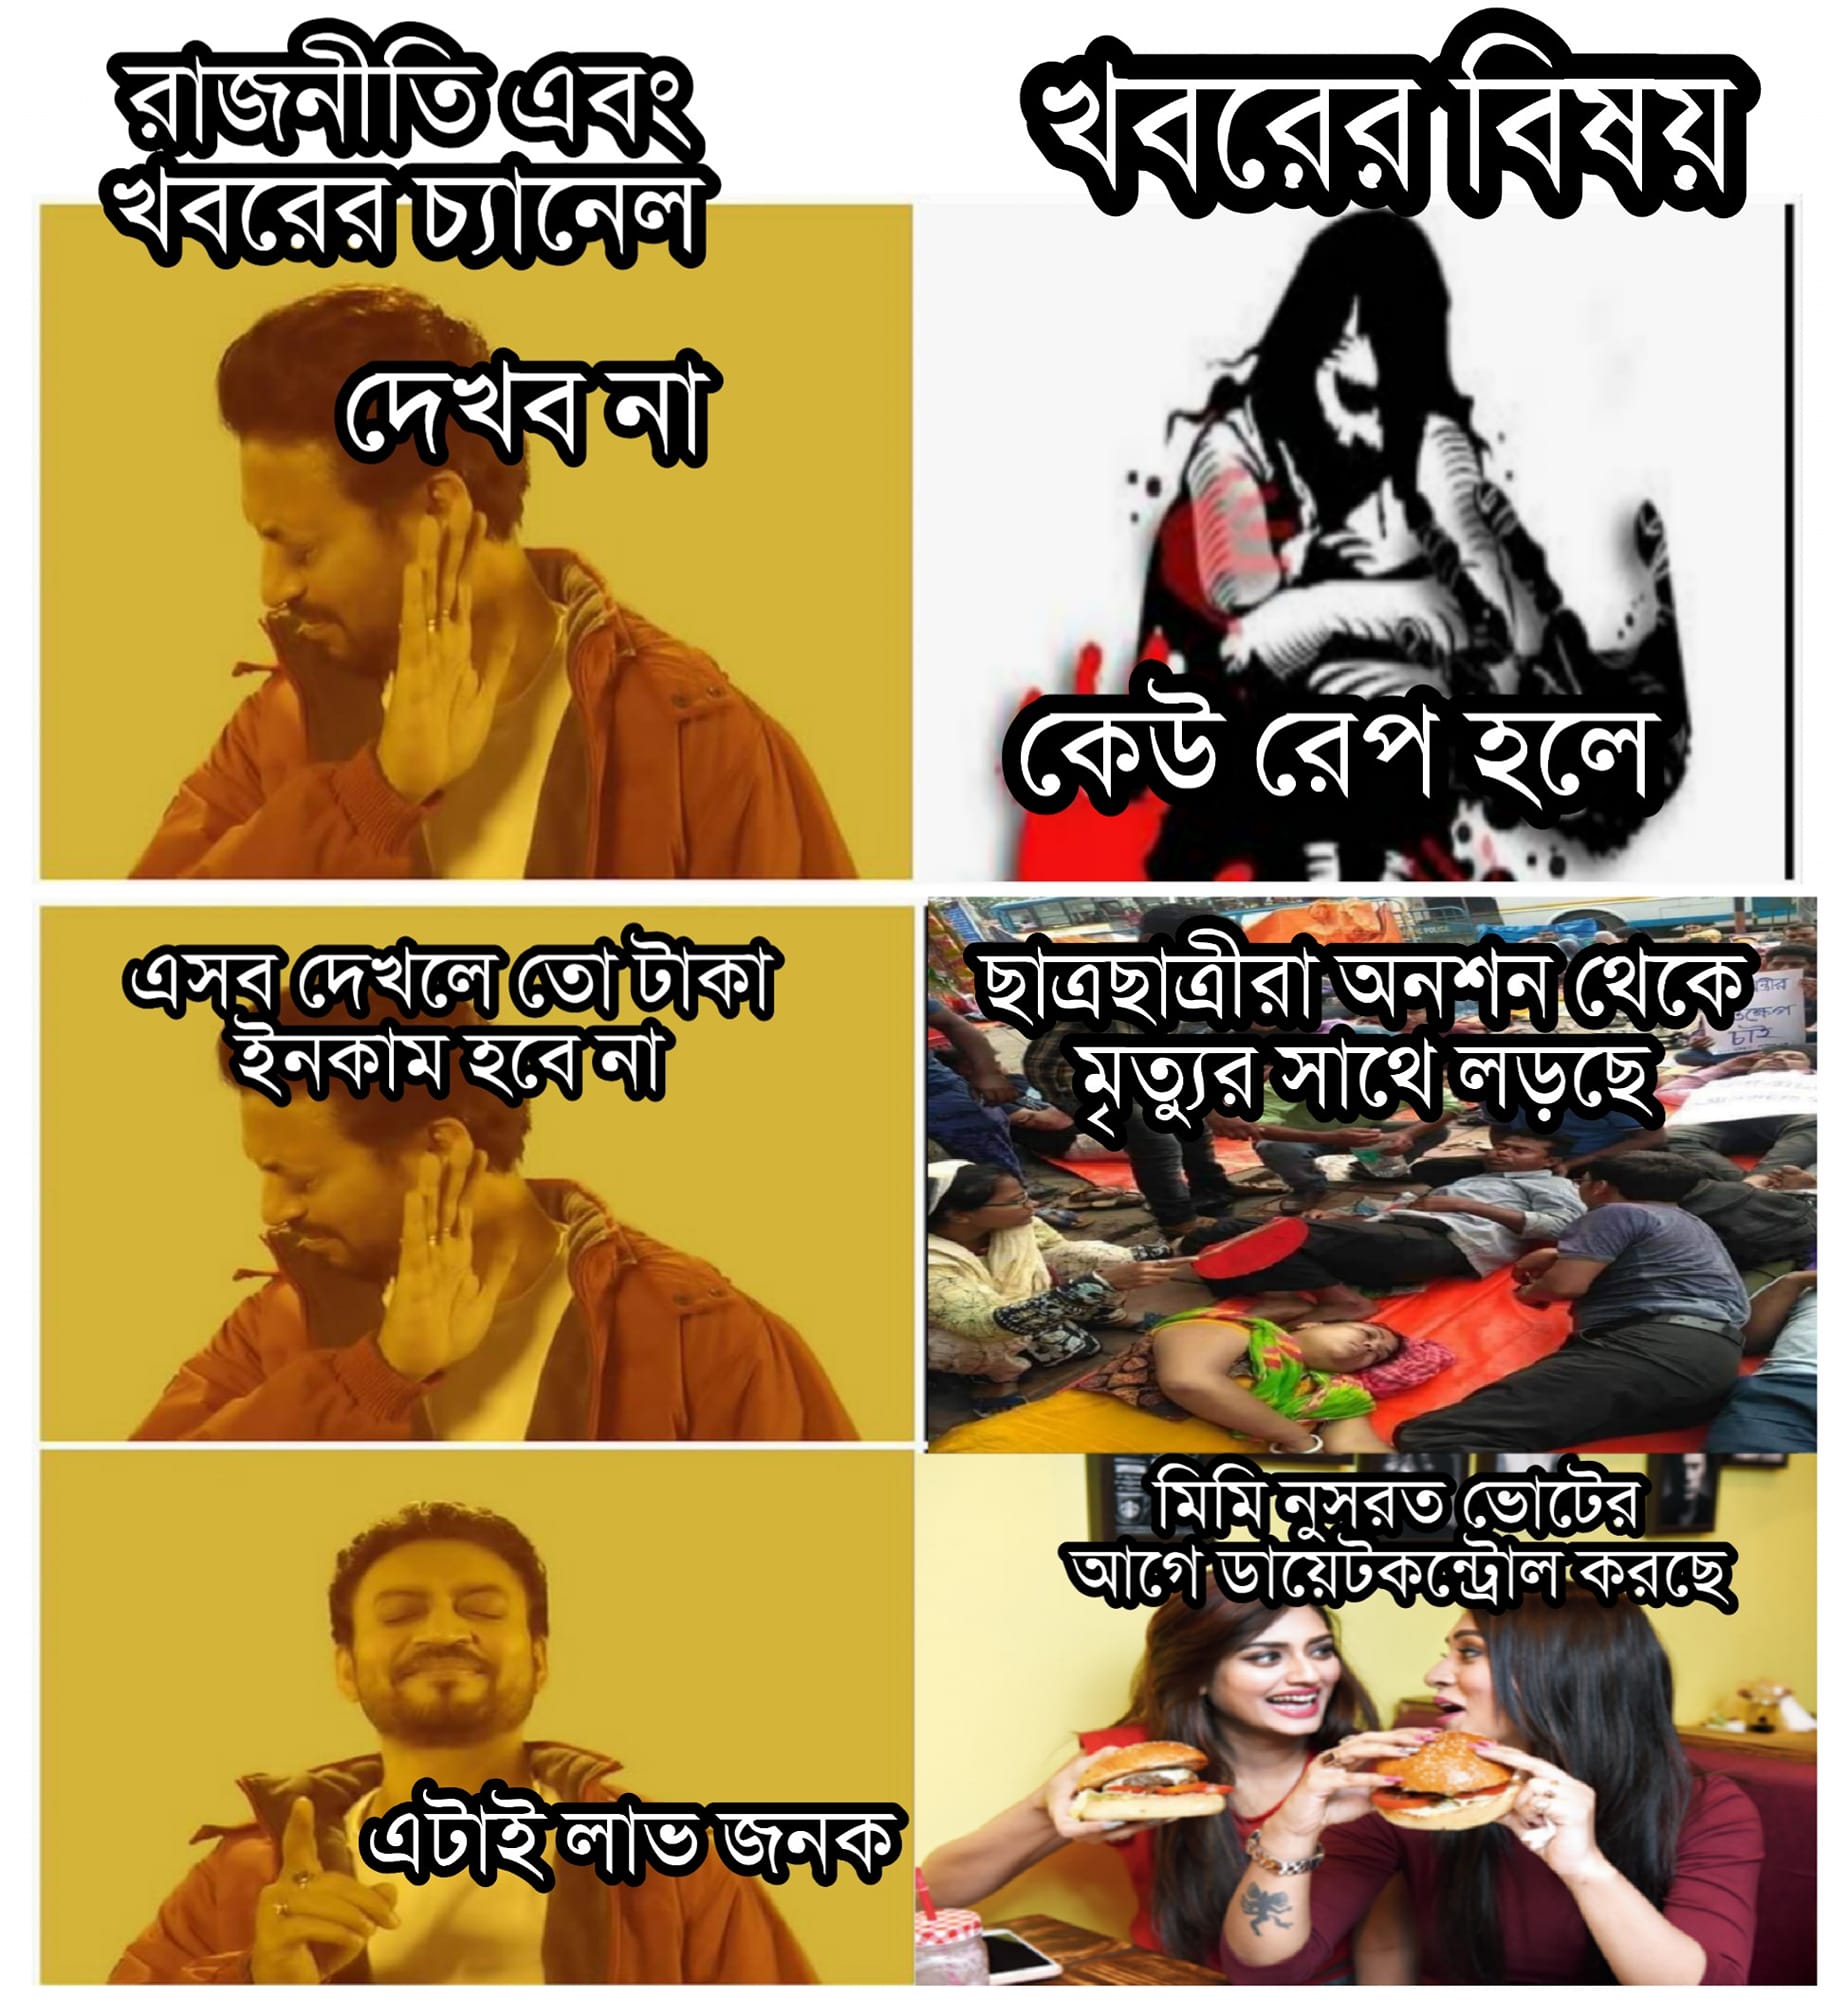 রাজনীতি এবং
খবরের চ্যানেল
খবরের বিষয়
দেখব না
কেউ রেপ হলে
এসব দেখলে তো টাকা
ইনকাম হবে না
ছাত্রছাত্রীরা অনশন থেকে
মৃত্যুর সাথে লড়ছে
চাই
মিমি নুসরত ভোটের
আগে ডায়েটকন্ট্রোল করছে
এটাই লাভ জনক